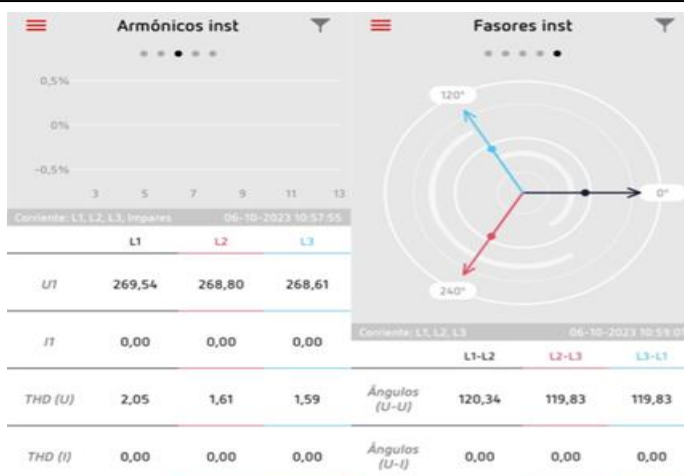 Armónicos inst
0,5%
0%
-0,5%
3 5 7 9 11 13
Corriente: L1, L2, L3, Impares 06-10-2023 10:57:55
L1 L2 L3
U1 269,54 268,80 268,61
I1 0,00 0,00 0,00
THD (U) 2,05 1,61 1,59
THD (I) 0,00 0,00 0,00
Fasores inst
120°
0°
240°
Corriente: L1, L2, L3 06-10-2023 10:59:01
L1-L2 L2-L3 L3-L1
Ángulos
(U-U) 120,34 119,83 119,83
Ángulos
(U-I) 0,00 0,00 0,00